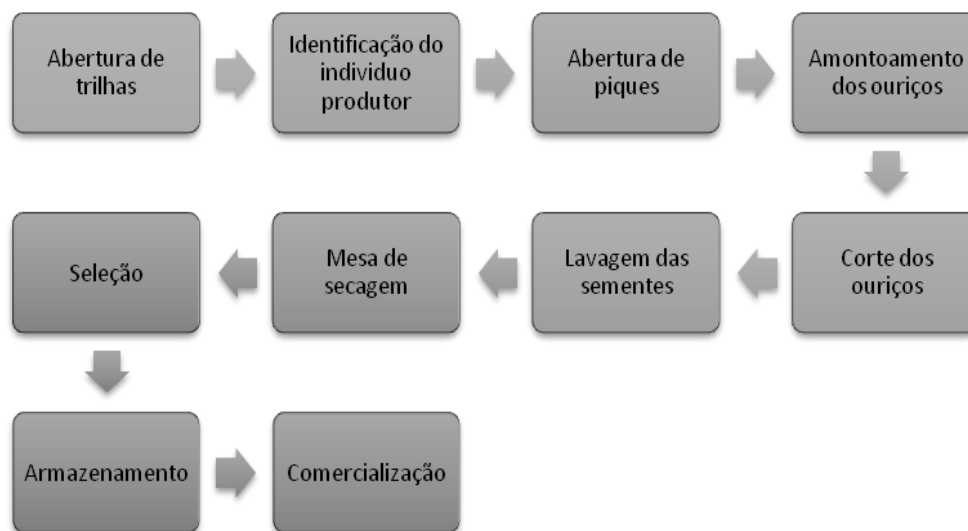 Abertura de
trilhas
Identificação do
individuo
produtor
Abertura de
piques
Amontoamento
dos ouriços
Corte dos
ouriços
Lavagem das
sementes
Mesa de
secagem
Seleção
Armazenamento
Comercialização